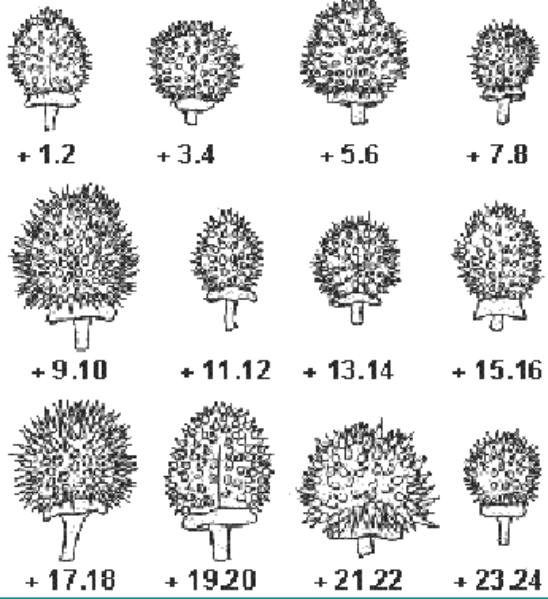 + 1.2 + 3.4 + 5.6 + 7.8
+ 9.10 + 11.12 + 13.14 + 15.16
+ 17.18 + 19.20 + 21.22 + 23.24